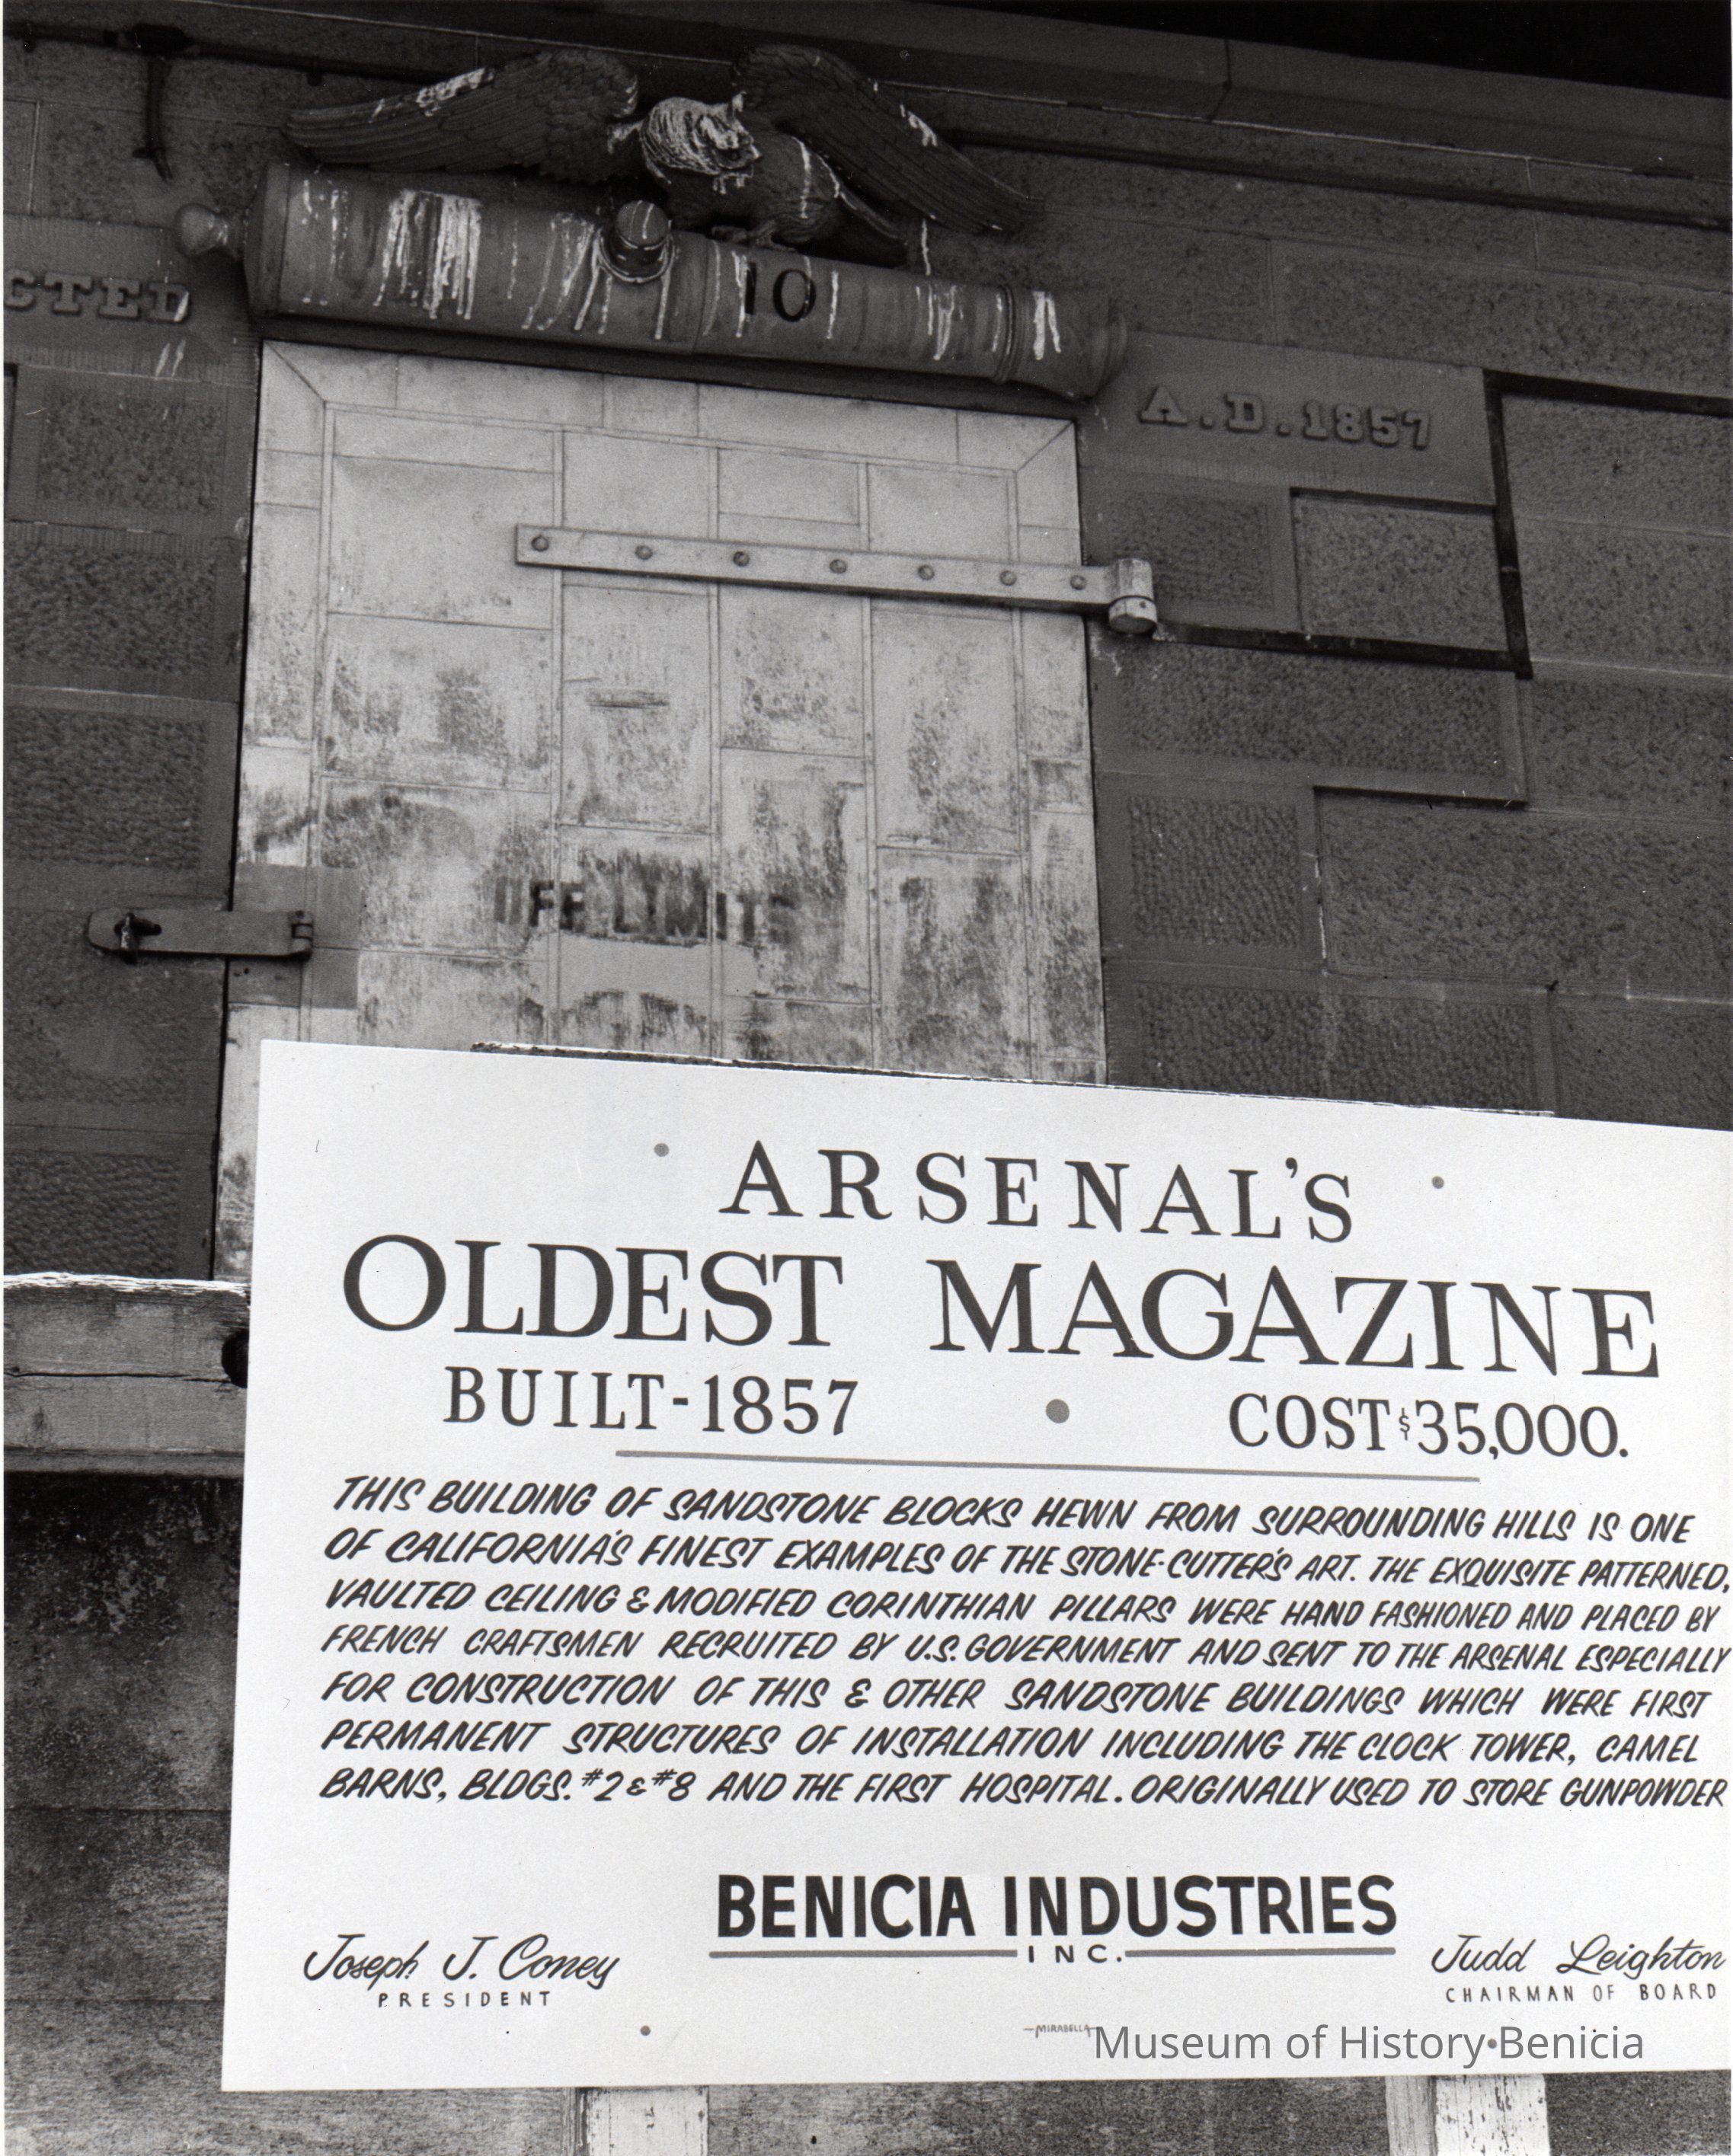 10
CTED
A.D.1857
OFF LIMITS
ARSENAL'S
OLDEST MAGAZINE
BUILT-1857 • COST $35,000.
THIS BUILDING OF SANDSTONE BLOCKS HEWN FROM SURROUNDING HILLS IS ONE
OF CALIFORNIA'S FINEST EXAMPLES OF THE STONE-CUTTER'S ART. THE EXQUISITE PATTERNED,
VAULTED CEILING & MODIFIED CORINTHIAN PILLARS WERE HAND FASHIONED AND PLACED BY
FRENCH CRAFTSMEN RECRUITED BY U.S. GOVERNMENT AND SENT TO THE ARSENAL ESPECIALLY
FOR CONSTRUCTION OF THIS & OTHER SANDSTONE BUILDINGS WHICH WERE FIRST
PERMANENT STRUCTURES OF INSTALLATION INCLUDING THE CLOCK TOWER, CAMEL
BARNS, BLDGS. #2 & #8 AND THE FIRST HOSPITAL. ORIGINALLY USED TO STORE GUNPOWDER
BENICIA INDUSTRIES
INC.
Joseph J. Coney
PRESIDENT
Judd Leighton
CHAIRMAN OF BOARD
-MIRABELLA-
Museum of History Benicia